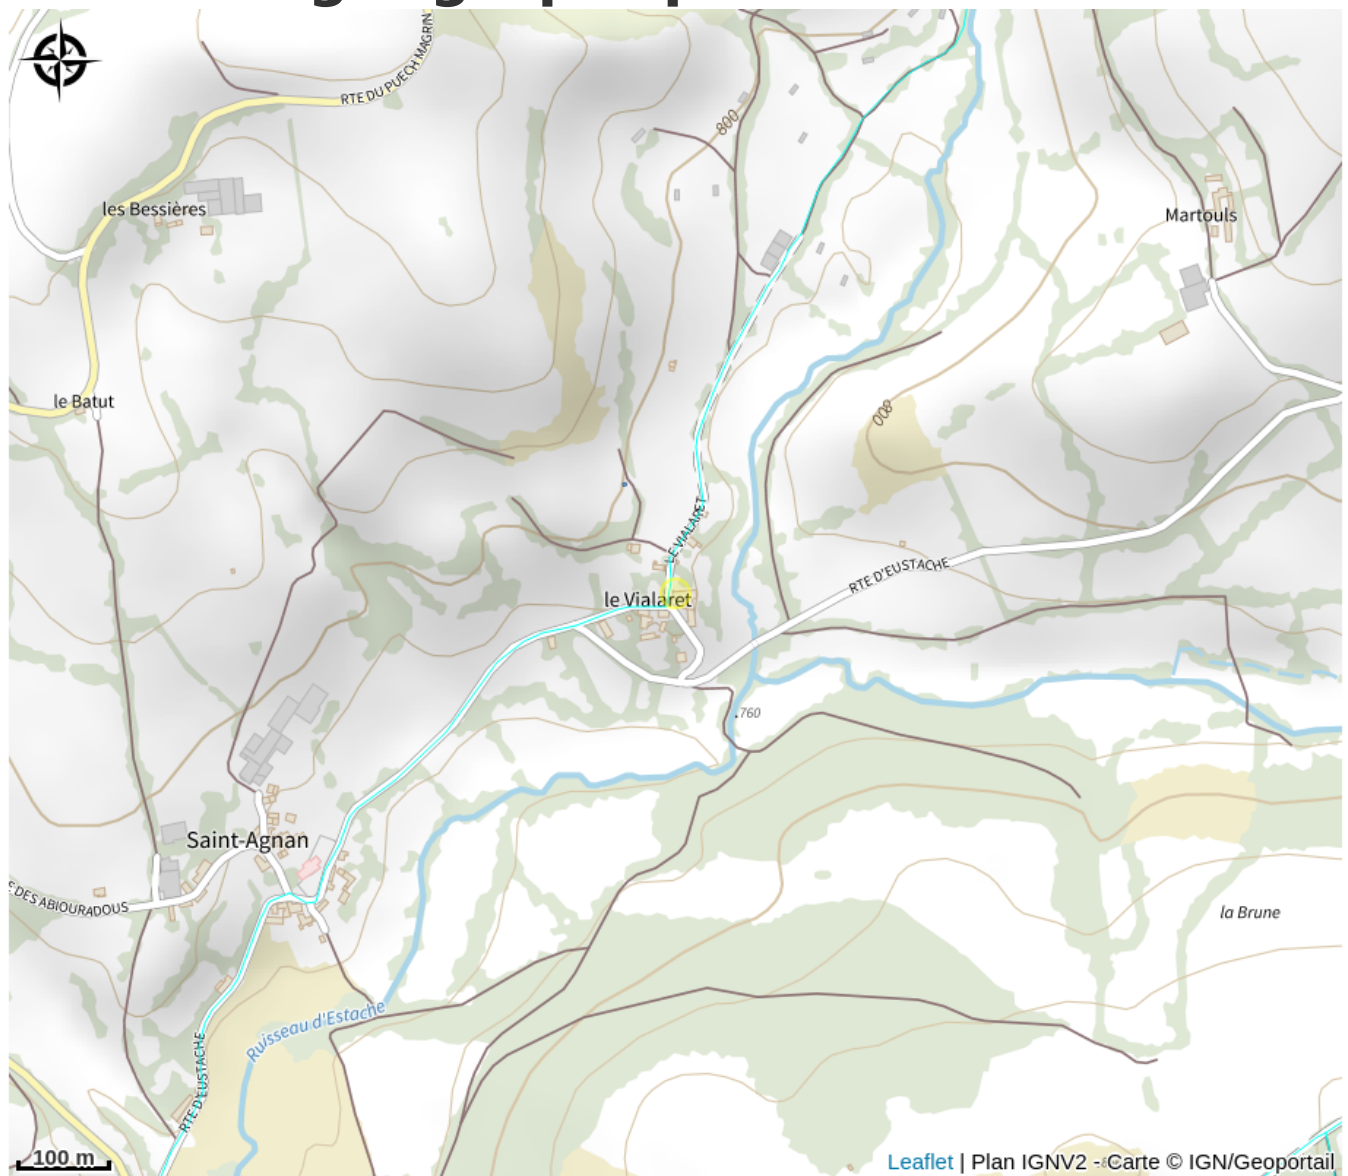 RTE DU PUECH MAGRIN
800
les Bessières
Martouls
le Batut
800
LE VIALARET
RTE D'EUSTACHE
le Vialaret
.760
Saint-Agnan
E DES ABIOURADOUS
la Brune
Ruisseau d'Estache
RTE D'EUSTACHE
100 m
Leaflet | Plan IGNV2 - Carte © IGN/Geoportail